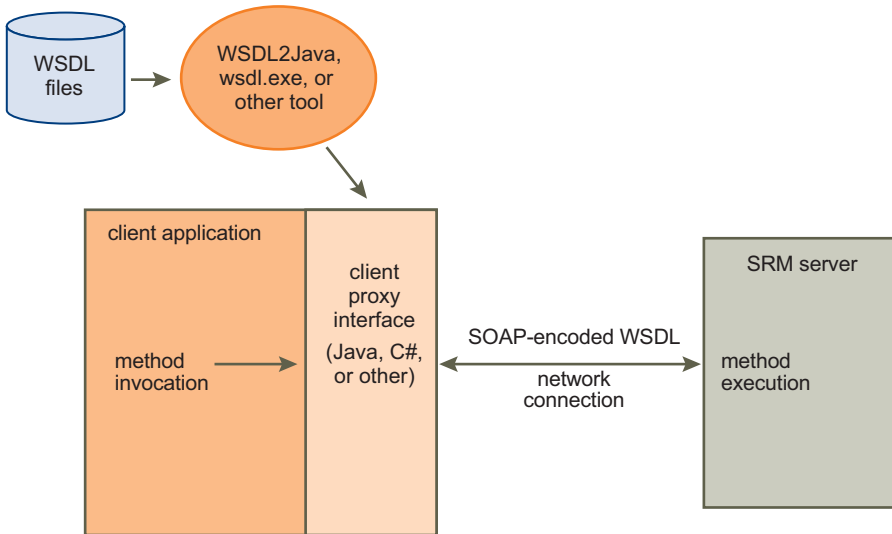 WSDL
files
WSDL2Java,
wsdl.exe, or
other tool
client application
client
proxy
interface
(Java, C#,
or other)
method
invocation
SOAP-encoded WSDL
network
connection
SRM server
method
execution